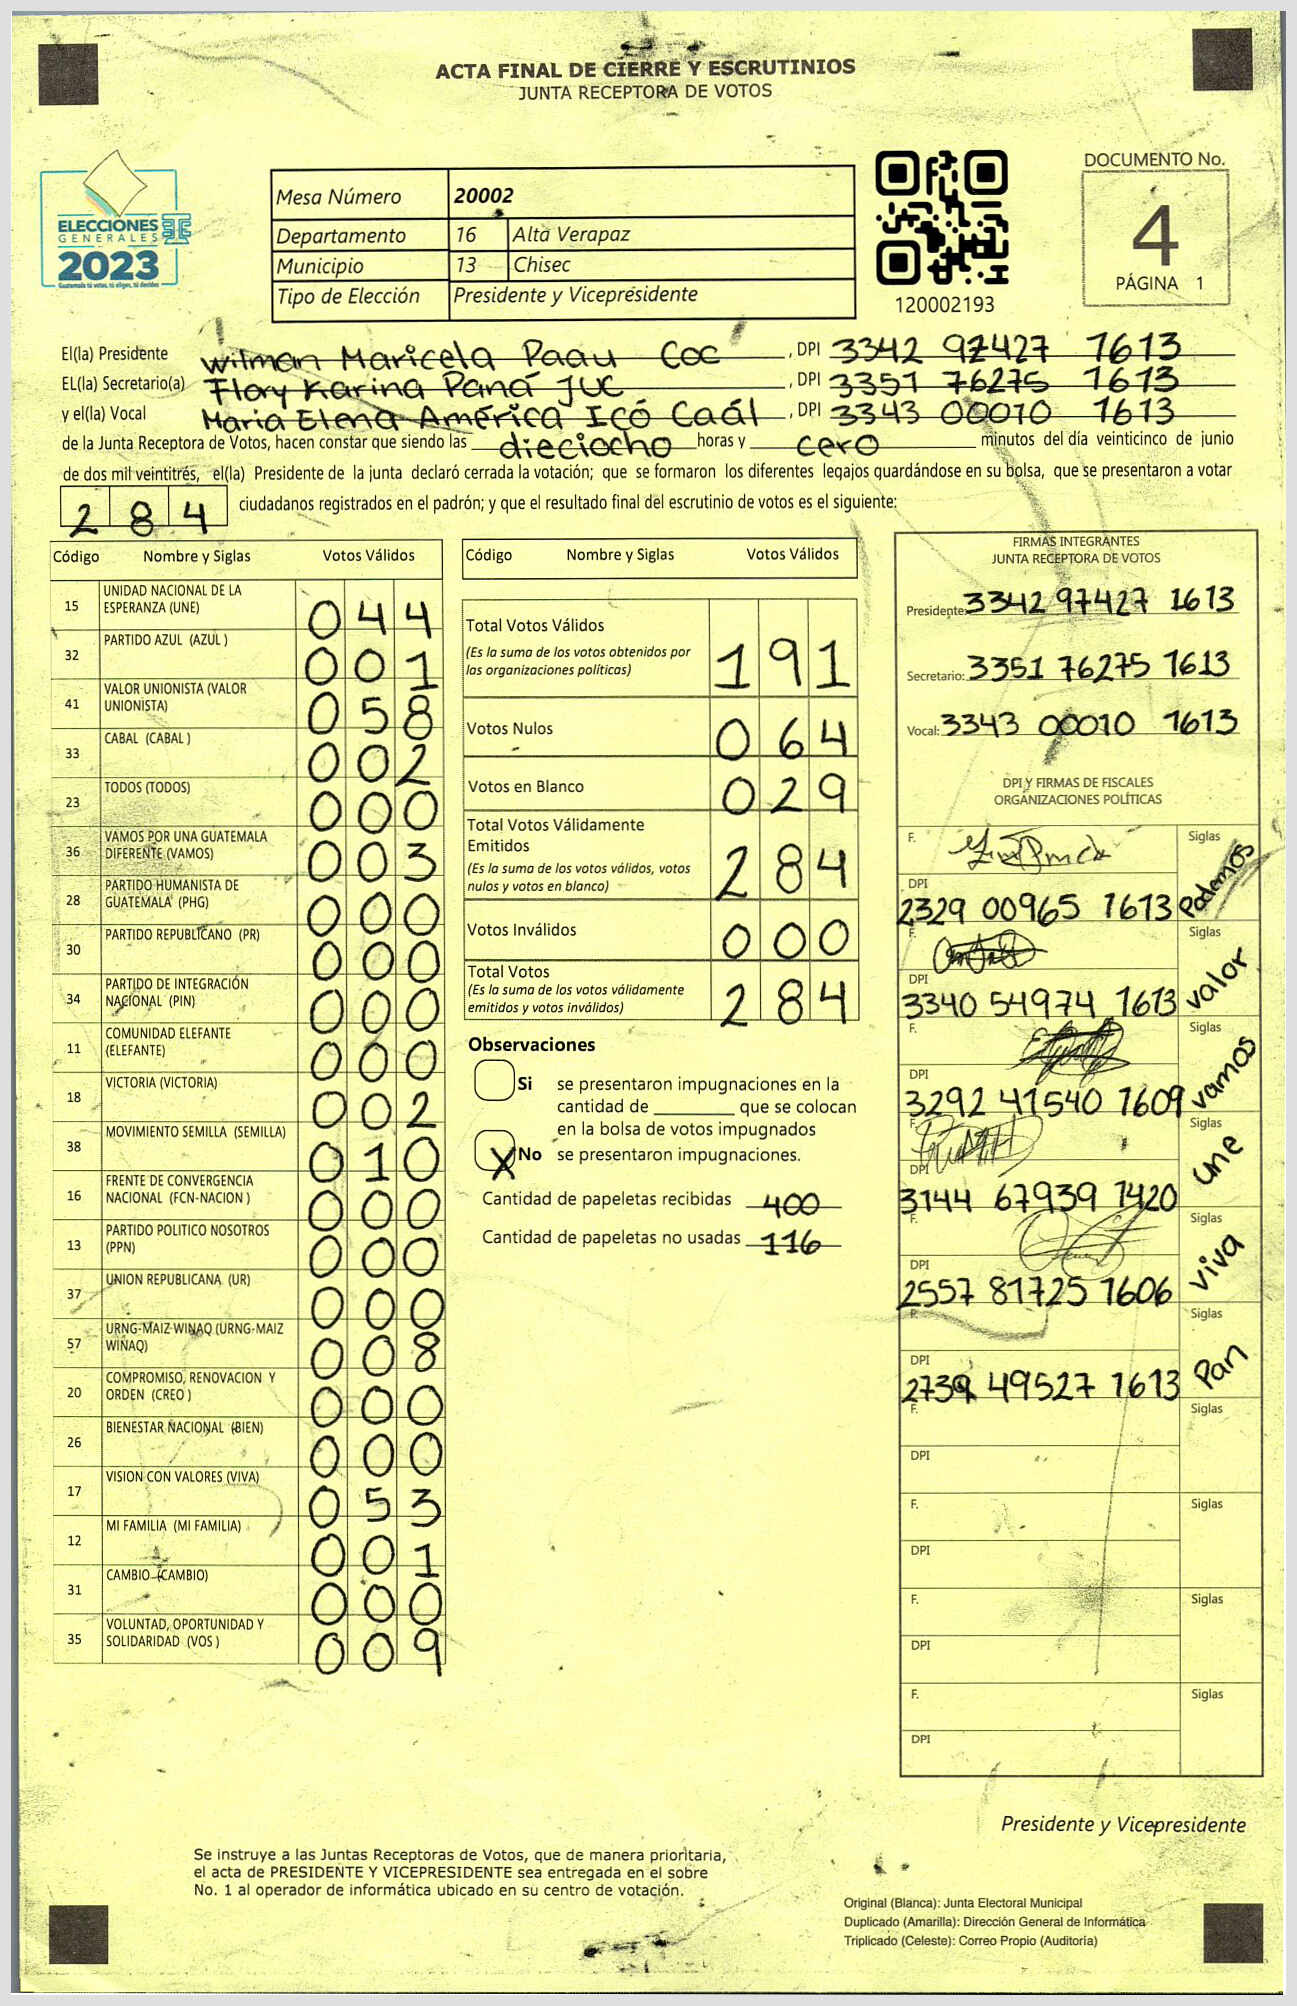 ACTA FINAL DE CIERRE Y ESCRUTINIOS
JUNTA RECEPTORA DE VOTOS
ELECCIONES
GENERALES
2023
Guatemala tú votas, tú eliges, tú decides
Mesa Número 20002
Departamento 16 Alta Verapaz
Municipio 13 Chisec
Tipo de Elección Presidente y Vicepresidente
120002193
DOCUMENTO No.
4
PÁGINA 1
El(la) Presidente Wilman Maricela Paau Coc, DPI 3342 97427 1613
EL(la) Secretario(a) Flory Karina Paná JUC, DPI 3351 76275 1613
y el(la) Vocal Maria Elena América Icó Caál, DPI 3343 00010 1613
de la Junta Receptora de Votos, hacen constar que siendo las dieciocho horas y cero minutos del día veinticinco de junio
de dos mil veintitrés, el(la) Presidente de la junta declaró cerrada la votación; que se formaron los diferentes legajos guardándose en su bolsa, que se presentaron a votar
284 ciudadanos registrados en el padrón; y que el resultado final del escrutinio de votos es el siguiente:
Código Nombre y Siglas Votos Válidos
15 UNIDAD NACIONAL DE LA ESPERANZA (UNE) 044
32 PARTIDO AZUL (AZUL ) 001
41 VALOR UNIONISTA (VALOR UNIONISTA) 058
33 CABAL (CABAL ) 002
23 TODOS (TODOS) 000
36 VAMOS POR UNA GUATEMALA DIFERENTE (VAMOS) 003
28 PARTIDO HUMANISTA DE GUATEMALA (PHG) 000
30 PARTIDO REPUBLICANO (PR) 000
34 PARTIDO DE INTEGRACIÓN NACIONAL (PIN) 000
11 COMUNIDAD ELEFANTE (ELEFANTE) 000
18 VICTORIA (VICTORIA) 002
38 MOVIMIENTO SEMILLA (SEMILLA) 010
16 FRENTE DE CONVERGENCIA NACIONAL (FCN-NACION ) 000
13 PARTIDO POLITICO NOSOTROS (PPN) 000
37 UNION REPUBLICANA (UR) 000
57 URNG-MAIZ WINAQ (URNG-MAIZ WINAQ) 008
20 COMPROMISO, RENOVACION Y ORDEN (CREO ) 000
26 BIENESTAR NACIONAL (BIEN) 000
17 VISION CON VALORES (VIVA) 053
12 MI FAMILIA (MI FAMILIA) 001
31 CAMBIO (CAMBIO) 000
35 VOLUNTAD, OPORTUNIDAD Y SOLIDARIDAD (VOS ) 009
Código Nombre y Siglas Votos Válidos
Total Votos Válidos 191
(Es la suma de los votos obtenidos por
las organizaciones políticas)
Votos Nulos 064
Votos en Blanco 029
Total Votos Válidamente
Emitidos 284
(Es la suma de los votos válidos, votos
nulos y votos en blanco)
Votos Inválidos 000
Total Votos 284
(Es la suma de los votos válidamente
emitidos y votos inválidos)
Observaciones
Si se presentaron impugnaciones en la
cantidad de ________ que se colocan
en la bolsa de votos impugnados
X No se presentaron impugnaciones.
Cantidad de papeletas recibidas 400
Cantidad de papeletas no usadas 116
FIRMAS INTEGRANTES
JUNTA RECEPTORA DE VOTOS
Presidente: 3342 97427 1613
Secretario: 3351 76275 1613
Vocal: 3343 00010 1613
DPI Y FIRMAS DE FISCALES
ORGANIZACIONES POLÍTICAS
F. Siglas
DPI 2329 00965 1613 Podemos
F. Siglas
DPI 3340 54974 1613 valor
F. Siglas
DPI 3292 41540 1609 vamos
F. Siglas
DPI 3144 67939 1420 une
F. Siglas
DPI 2557 81725 1606 viva
F. Siglas
DPI 2739 49527 1613 Pan
F. Siglas
DPI
F. Siglas
DPI
F. Siglas
DPI
F. Siglas
DPI
Presidente y Vicepresidente
Se instruye a las Juntas Receptoras de Votos, que de manera prioritaria,
el acta de PRESIDENTE Y VICEPRESIDENTE sea entregada en el sobre
No. 1 al operador de informática ubicado en su centro de votación.
Original (Blanca): Junta Electoral Municipal
Duplicado (Amarilla): Dirección General de Informática
Triplicado (Celeste): Correo Propio (Auditoría)